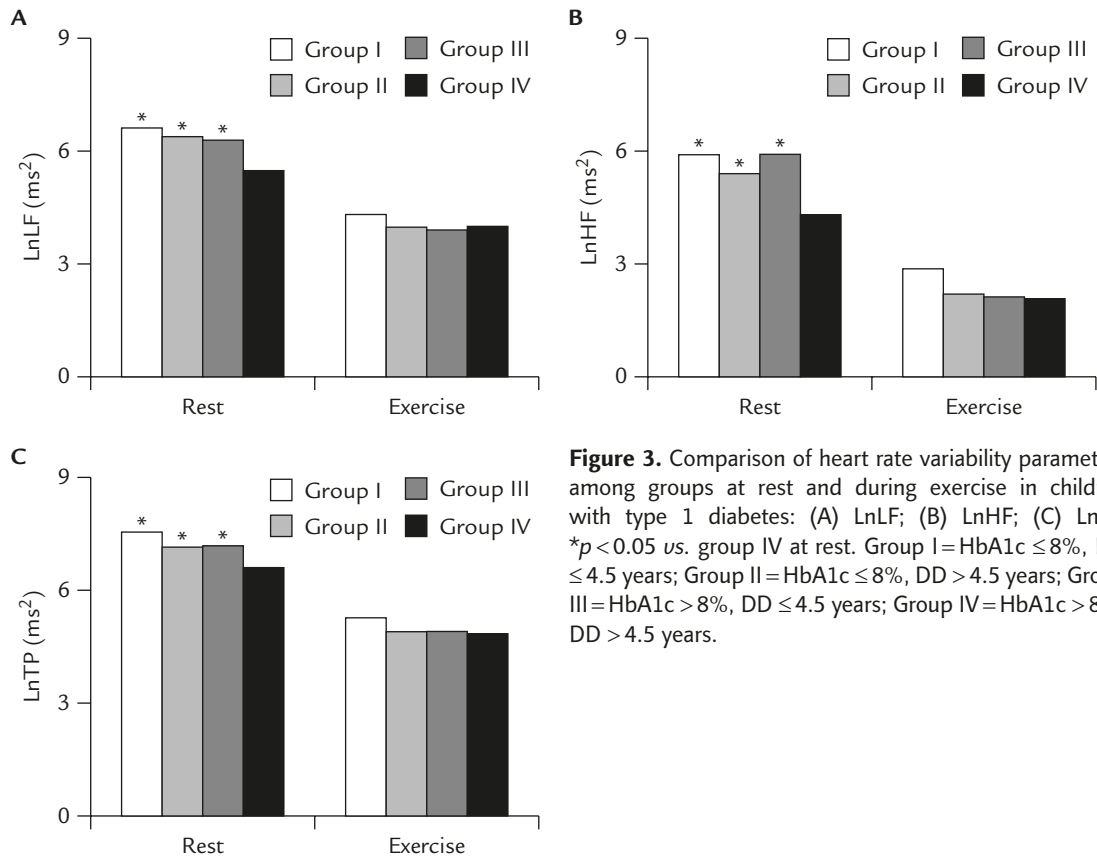 A
9
6
3
0
LnLF (ms²)
Group I
Group III
Group II
Group IV
* * *
Rest
Exercise
B
9
6
3
0
LnHF (ms²)
Group I
Group III
Group II
Group IV
* * *
Rest
Exercise
C
9
6
3
0
LnTP (ms²)
Group I
Group III
Group II
Group IV
* * *
Rest
Exercise
Figure 3. Comparison of heart rate variability paramet
among groups at rest and during exercise in child
with type 1 diabetes: (A) LnLF; (B) LnHF; (C) Ln
*p < 0.05 vs. group IV at rest. Group I = HbA1c ≤ 8%,
≤ 4.5 years; Group II = HbA1c ≤ 8%, DD > 4.5 years; Gro
III = HbA1c > 8%, DD ≤ 4.5 years; Group IV = HbA1c > 8
DD > 4.5 years.